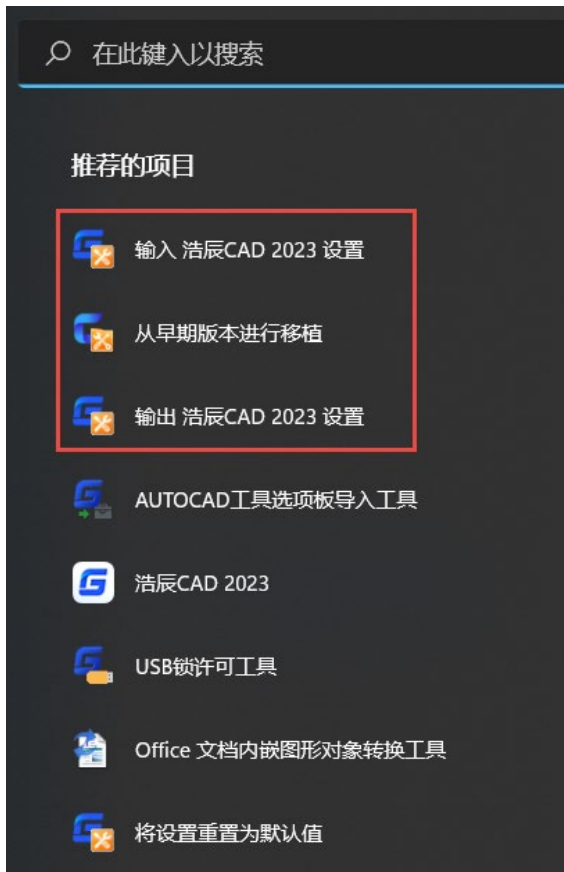 在此键入以搜索
推荐的项目
输入 浩辰CAD 2023 设置
从早期版本进行移植
输出 浩辰CAD 2023 设置
AUTOCAD工具选项板导入工具
浩辰CAD 2023
USB锁许可工具
Office 文档内嵌图形对象转换工具
将设置重置为默认值